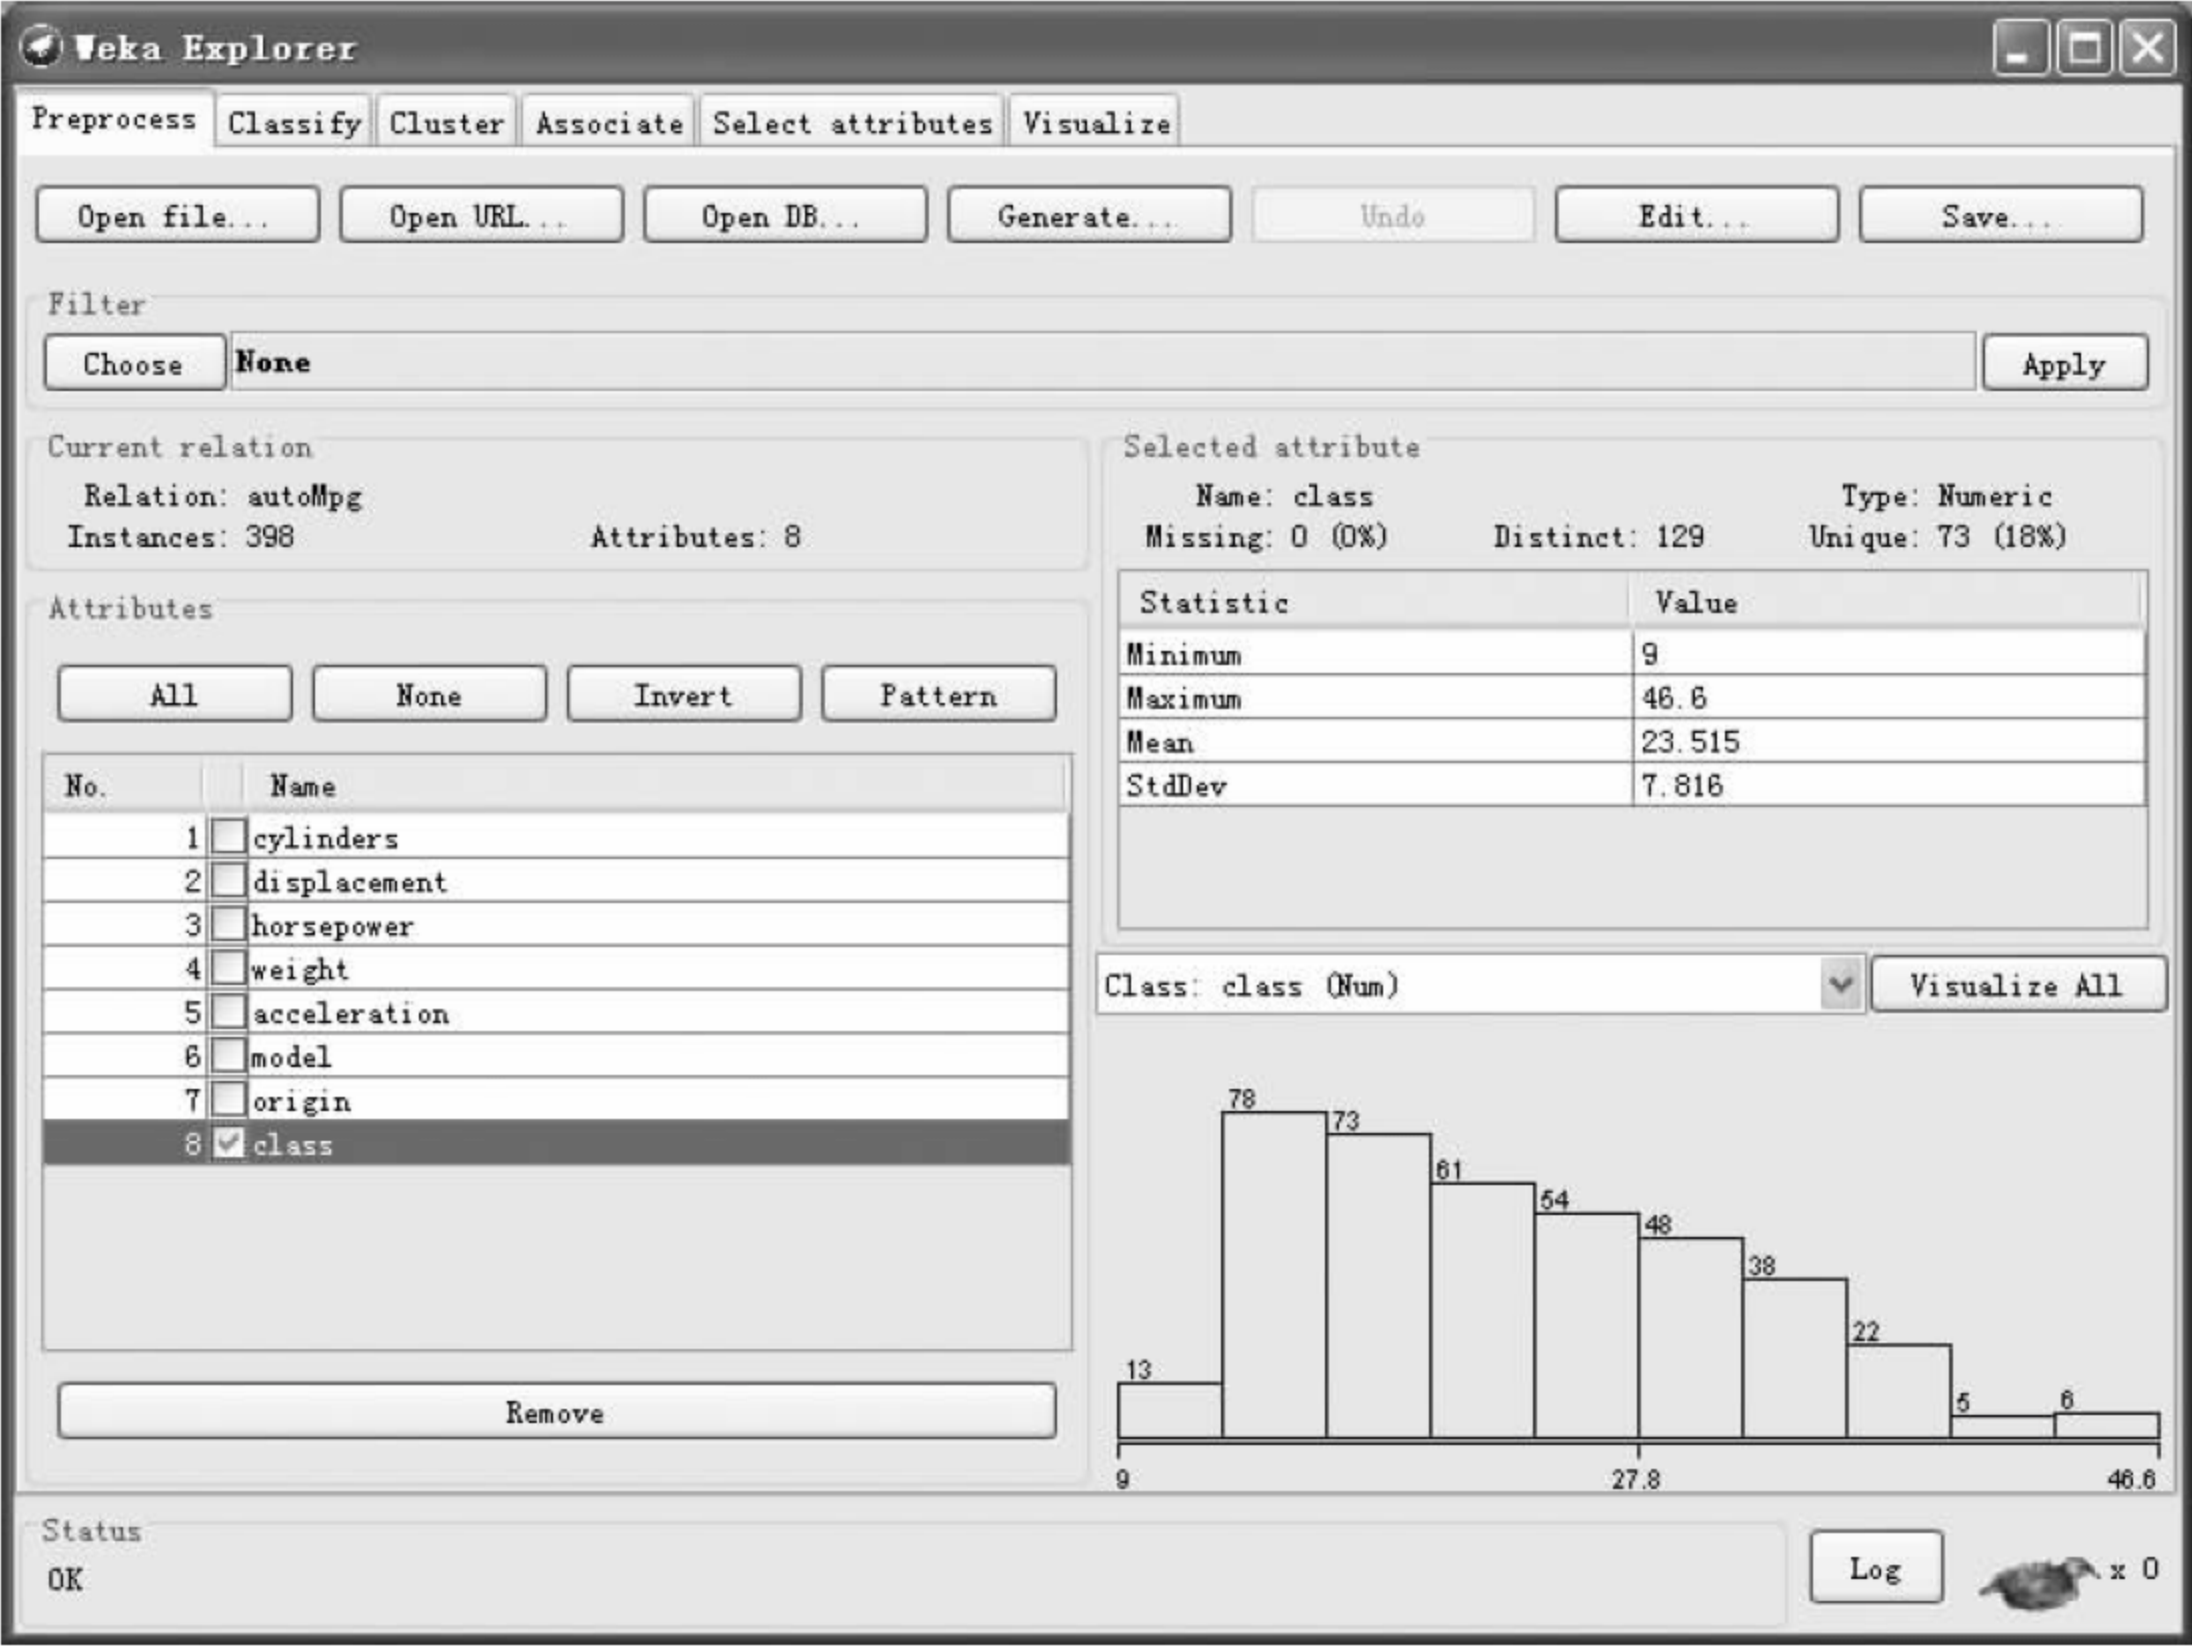 Weka Explorer
Preprocess Classify Cluster Associate Select attributes Visualize
Open file... Open URL... Open DB... Generate... Undo Edit... Save...
Filter
Choose None Apply
Current relation
Relation: autoMpg
Instances: 398 Attributes: 8
Attributes
All None Invert Pattern
No. Name
1 cylinders
2 displacement
3 horsepower
4 weight
5 acceleration
6 model
7 origin
8 class
Remove
Selected attribute
Name: class Type: Numeric
Missing: 0 (0%) Distinct: 129 Unique: 73 (18%)
Statistic Value
Minimum 9
Maximum 46.6
Mean 23.515
StdDev 7.816
Class: class (Num) Visualize All
13 78 73 61 54 48 38 22 5 6
9 27.8 46.6
Status
OK
Log x 0